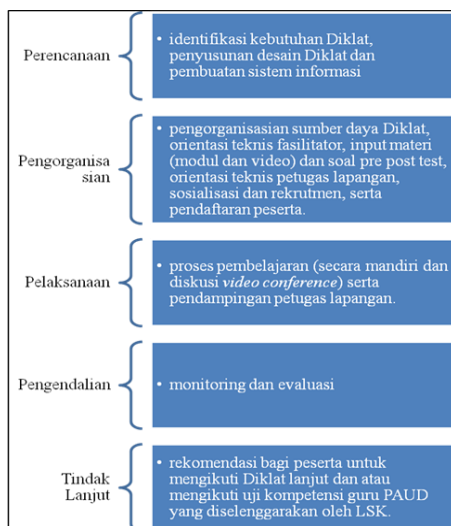 Perencanaan
• identifikasi kebutuhan Diklat,
penyusunan desain Diklat dan
pembuatan sistem informasi
Pengorganisa
sian
• pengorganisasian sumber daya Diklat,
orientasi teknis fasilitator, input materi
(modul dan video) dan soal pre post test,
orientasi teknis petugas lapangan,
sosialisasi dan rekrutmen, serta
pendaftaran peserta.
Pelaksanaan
• proses pembelajaran (secara mandiri dan
diskusi video conference) serta
pendampingan petugas lapangan.
Pengendalian
• monitoring dan evaluasi
Tindak
Lanjut
• rekomendasi bagi peserta untuk
mengikuti Diklat lanjut dan atau
mengikuti uji kompetensi guru PAUD
yang diselenggarakan oleh LSK.